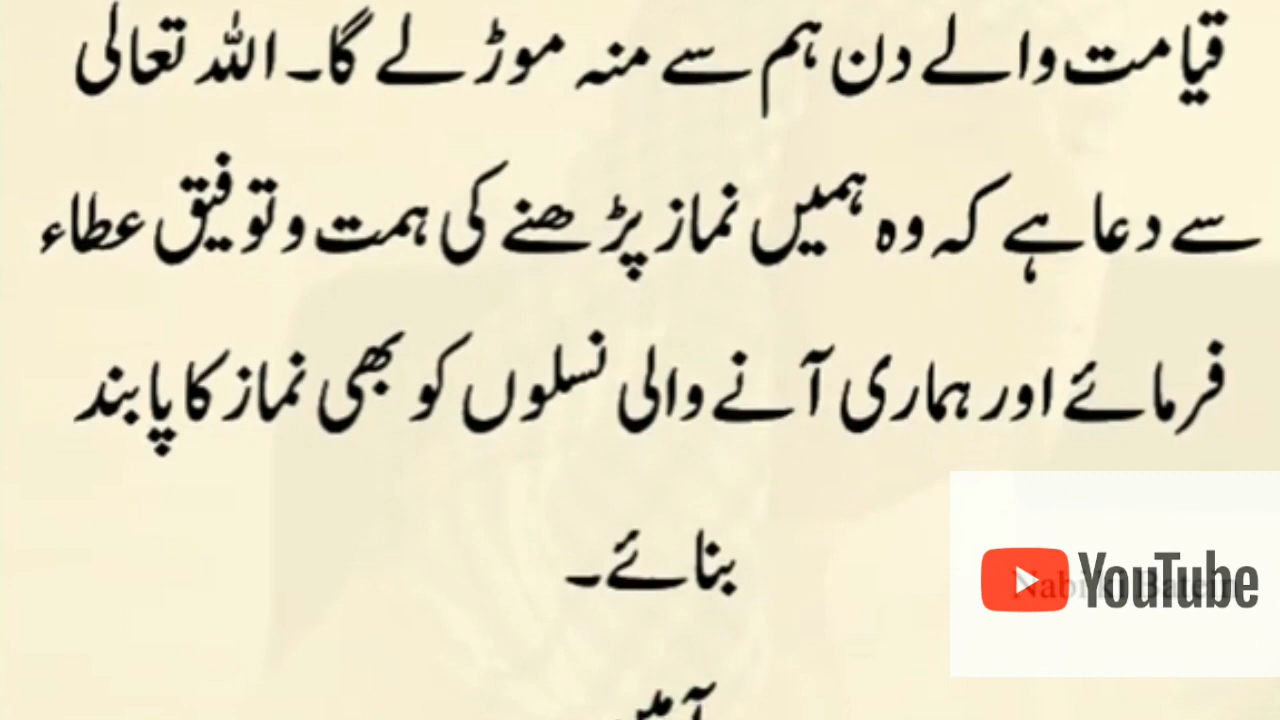 قیامت والے دن ہم سے منہ موڑ لے گا۔ اللہ تعالی
سے دعا ہے کہ وہ ہمیں نماز پڑھنے کی ہمت و توفیق عطاء
فرمائے اور ہماری آنے والی نسلوں کو بھی نماز کا پابند
بنائے۔
YouTube
آمین